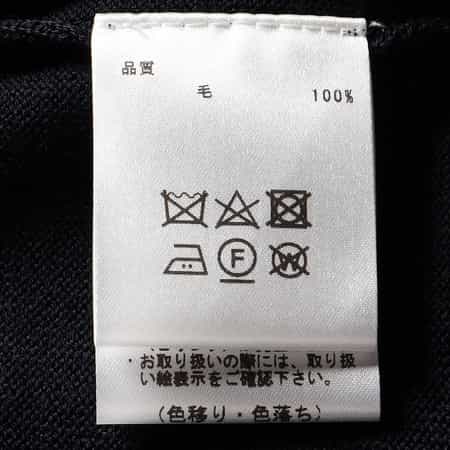 品質
毛 100%
F W
・お取り扱いの際には、取り扱
い絵表示をご確認下さい。
(色移り・色落ち)